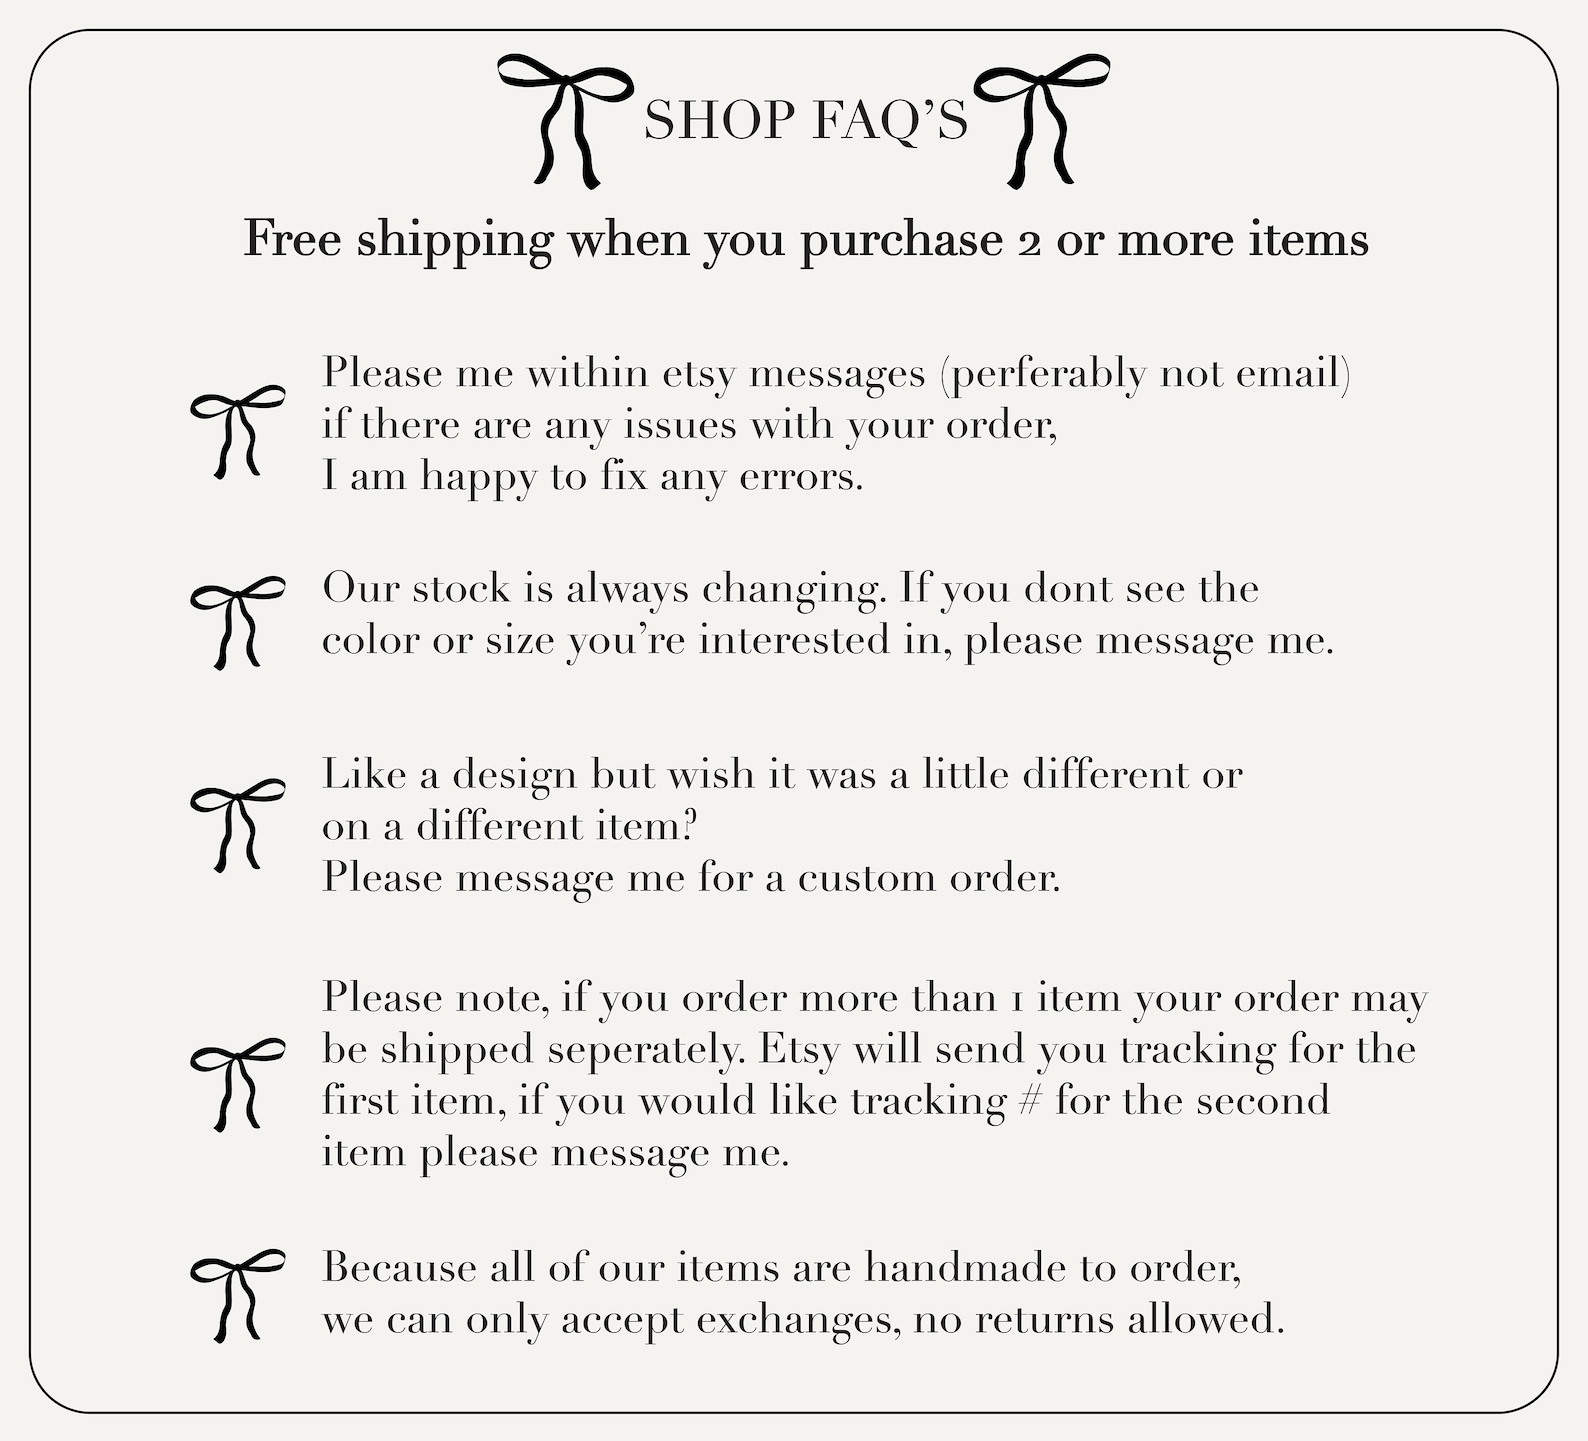 SHOP FAQ’S
Free shipping when you purchase 2 or more items
Please me within etsy messages (perferably not email)
if there are any issues with your order,
I am happy to fix any errors.
Our stock is always changing. If you dont see the
color or size you’re interested in, please message me.
Like a design but wish it was a little different or
on a different item?
Please message me for a custom order.
Please note, if you order more than 1 item your order may
be shipped seperately. Etsy will send you tracking for the
first item, if you would like tracking # for the second
item please message me.
Because all of our items are handmade to order,
we can only accept exchanges, no returns allowed.